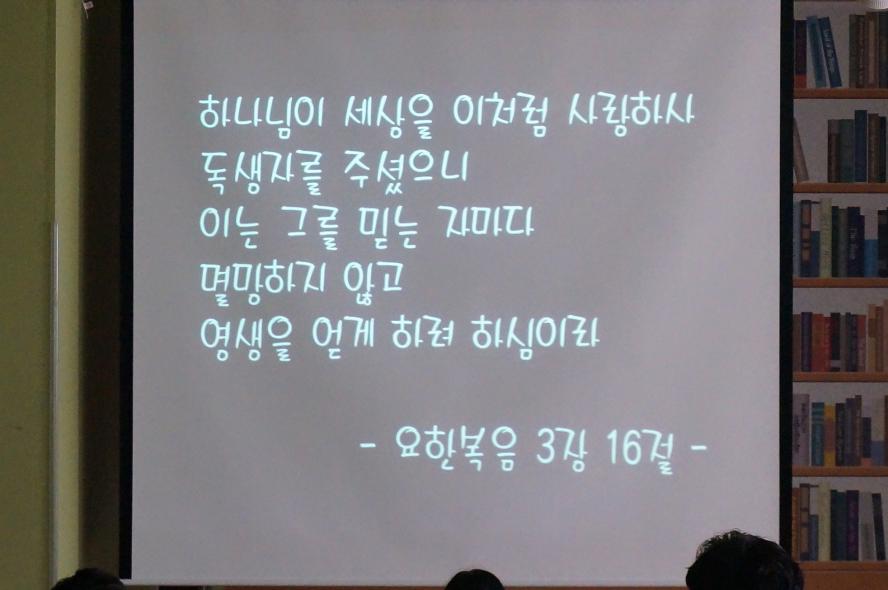 하나님이 세상을 이처럼 사랑하사
독생자를 주셨으니
이는 그를 믿는 자마다
멸망하지 않고
영생을 얻게 하려 하심이라
- 요한복음 3장 16절 -